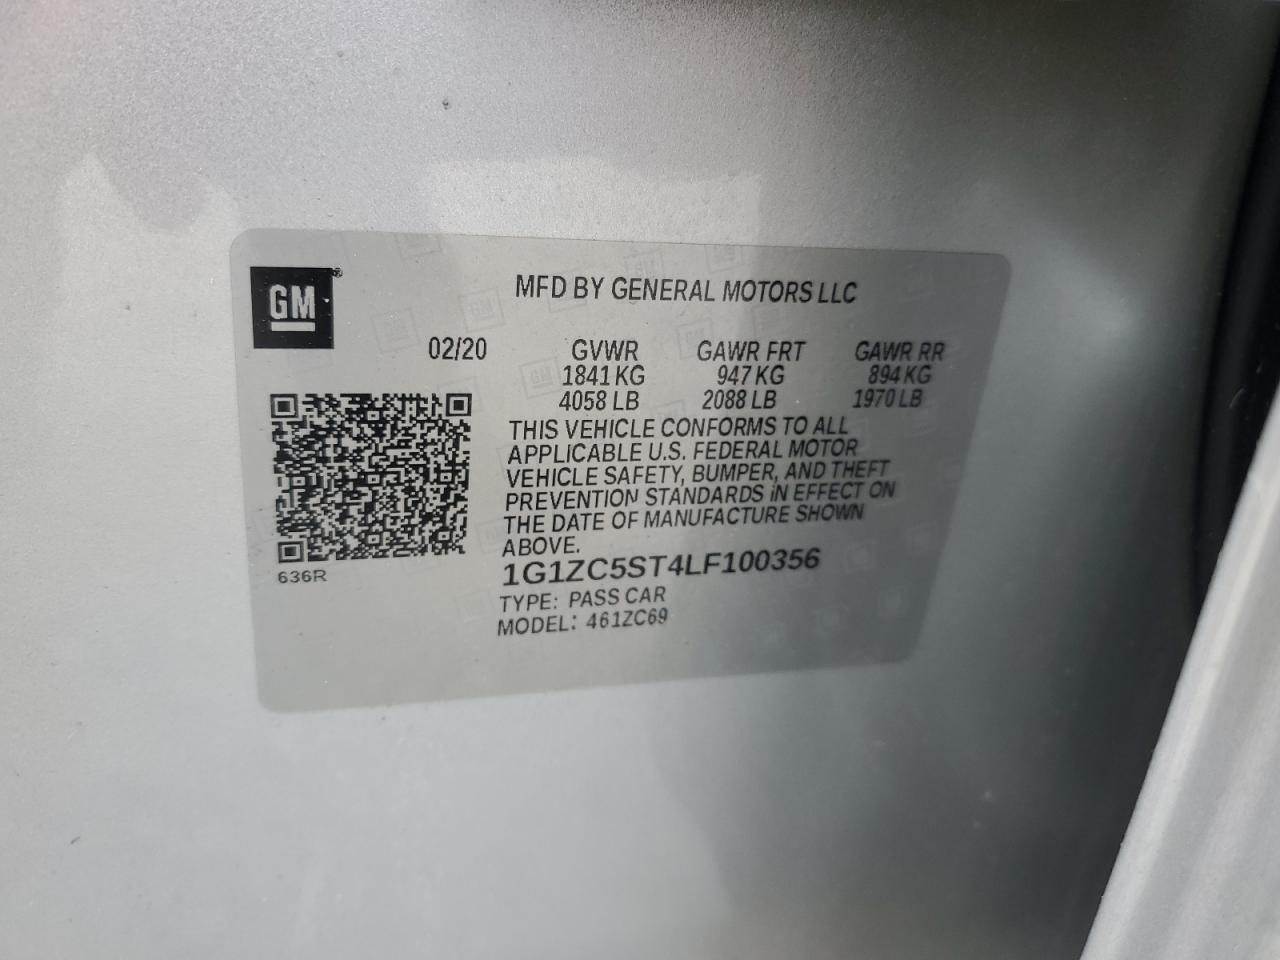 GM®
MFD BY GENERAL MOTORS LLC
02/20 GVWR GAWR FRT GAWR RR
1841 KG 947 KG 894 KG
4058 LB 2088 LB 1970 LB
THIS VEHICLE CONFORMS TO ALL
APPLICABLE U.S. FEDERAL MOTOR
VEHICLE SAFETY, BUMPER, AND THEFT
PREVENTION STANDARDS IN EFFECT ON
THE DATE OF MANUFACTURE SHOWN
ABOVE.
636R
1G1ZC5ST4LF100356
TYPE: PASS CAR
MODEL: 461ZC69